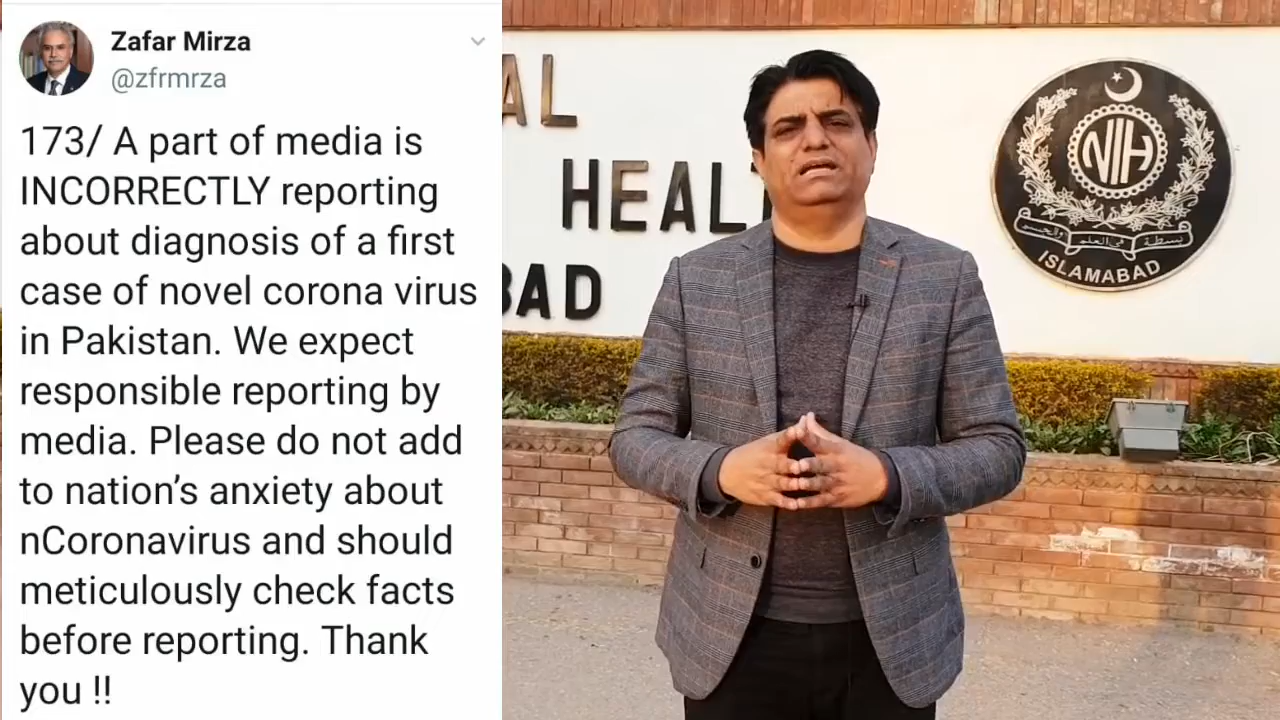 Zafar Mirza
@zfrmrza
173/ A part of media is
INCORRECTLY reporting
about diagnosis of a first
case of novel corona virus
in Pakistan. We expect
responsible reporting by
media. Please do not add
to nation’s anxiety about
nCoronavirus and should
meticulously check facts
before reporting. Thank
you !!
AL
HEAL
BAD
NIH
ISLAMABAD